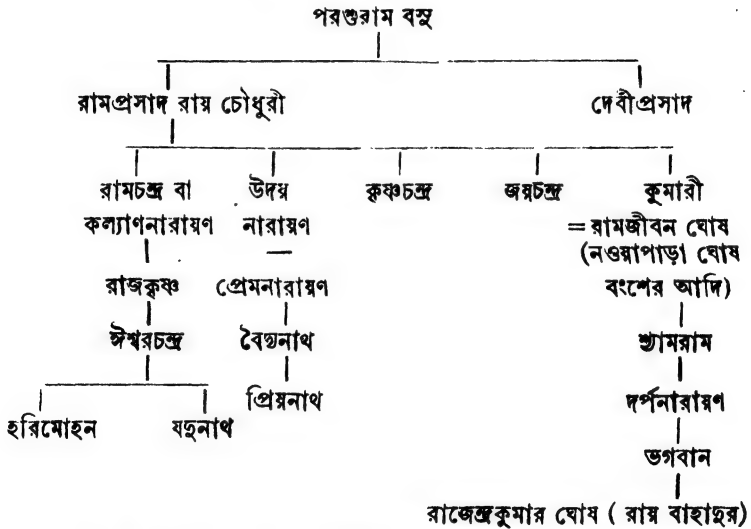 পরশুরাম বসু
রামপ্রসাদ রায় চৌধুরী দেবীপ্রসাদ
রামচন্দ্র বা উদয় কৃষ্ণচন্দ্র জয়চন্দ্র কুমারী
কল্যাণনারায়ণ নারায়ণ =রামজীবন ঘোষ
(নওয়াপাড়া ঘোষ
রাজকৃষ্ণ প্রেমনারায়ণ বংশের আদি)
ঈশ্বরচন্দ্র বৈদ্যনাথ শ্যামরাম
প্রিয়নাথ দর্পনারায়ণ
হরিমোহন যদুনাথ
ভগবান
রাজেন্দ্রকুমার ঘোষ ( রায় বাহাদুর)